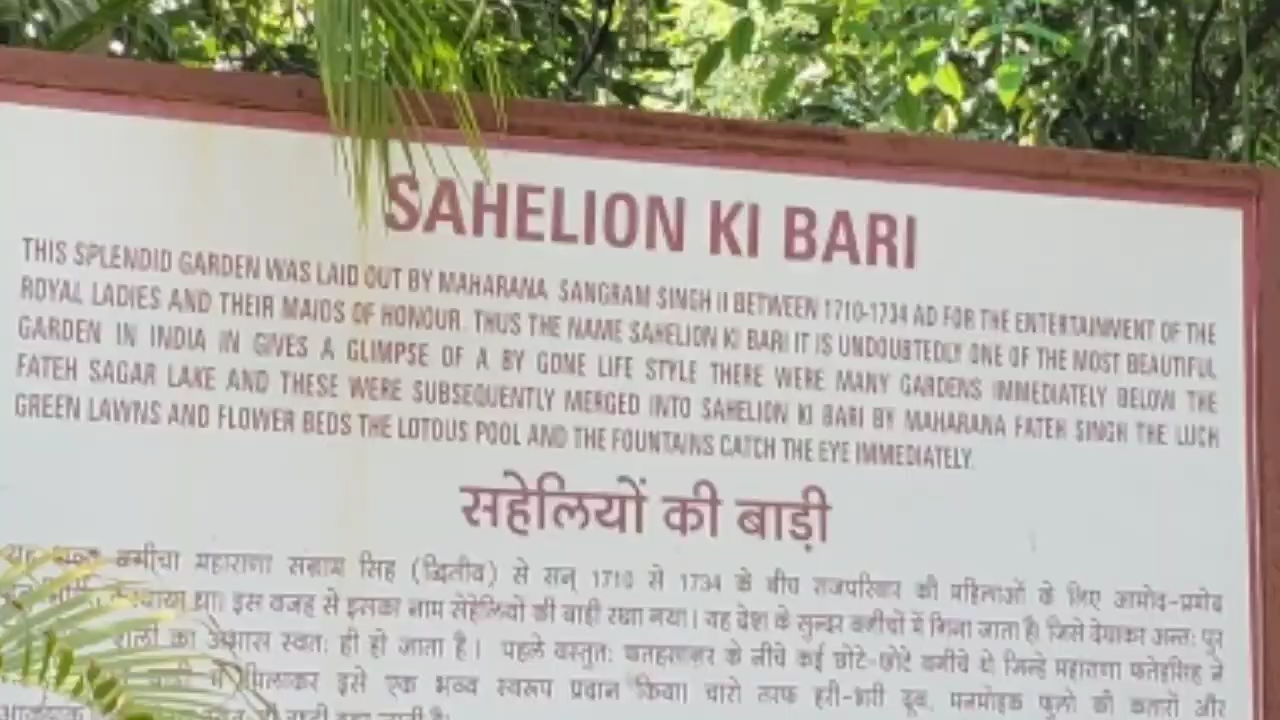 SAHELION KI BARI
THIS SPLENDID GARDEN WAS LAID OUT BY MAHARANA SANGRAM SINGH II BETWEEN 1710-1734 AD FOR THE ENTERTAINMENT OF THE
ROYAL LADIES AND THEIR MAIDS OF HONOUR. THUS THE NAME SAHELION KI BARI IT IS UNDOUBTEDLY ONE OF THE MOST BEAUTIFUL
GARDEN IN INDIA IN GIVES A GLIMPSE OF A BY GONE LIFE STYLE THERE WERE MANY GARDENS IMMEDIATELY BELOW THE
FATEH SAGAR LAKE AND THESE WERE SUBSEQUENTLY MERGED INTO SAHELION KI BARI BY MAHARANA FATEH SINGH THE LUCH
GREEN LAWNS AND FLOWER BEDS THE LOTOUS POOL AND THE FOUNTAINS CATCH THE EYE IMMEDIATELY.
सहेलियों की बाड़ी
यह भव्य बगीचा महाराणा सग्राम सिंह (द्वितीय) से सन् 1710 से 1734 के बीच राजपरिवार की महिलाओं के लिए आमोद-प्रमोद
करवाया था। इस वजह से इसका नाम सेहेलियों की बाड़ी रखा गया। यह देश के सुन्दर बगीचों में गिना जाता है। जिसे देखकर अन्तः पुर
का आभास स्वतः ही हो जाता है। पहले वस्तुतः फतहसागर के नीचे कई छोटे-छोटे बगीचे थे जिन्हे महाराणा फतेहसिंह ने
मिलाकर इसे एक भव्य स्वरूप प्रदान किया। चारो तरफ हरी-भरी दूब, मनमोहक फुलो की कतारों और